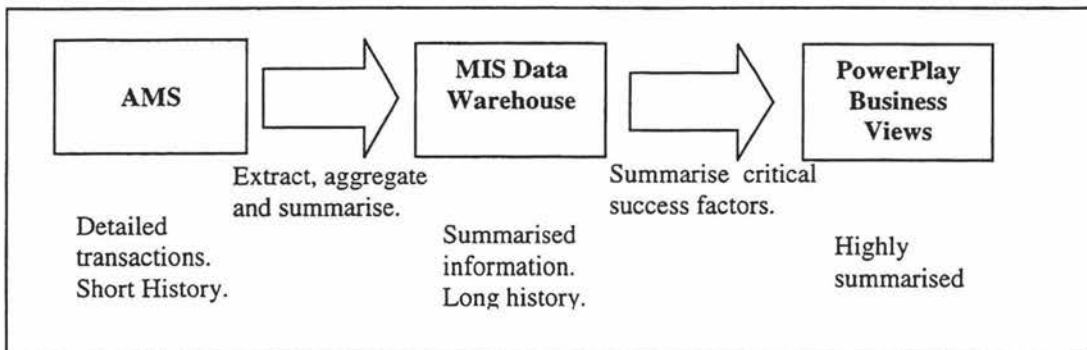 AMS
MIS Data
Warehouse
PowerPlay
Business
Views
Extract, aggregate
and summarise.
Summarise critical
success factors.
Detailed
transactions.
Short History.
Summarised
information.
Long history.
Highly
summarised